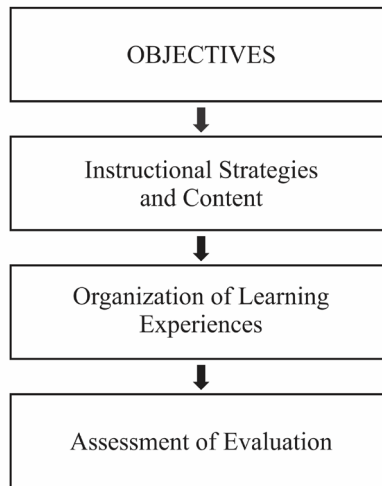 OBJECTIVES
Instructional Strategies
and Content
Organization of Learning
Experiences
Assessment of Evaluation